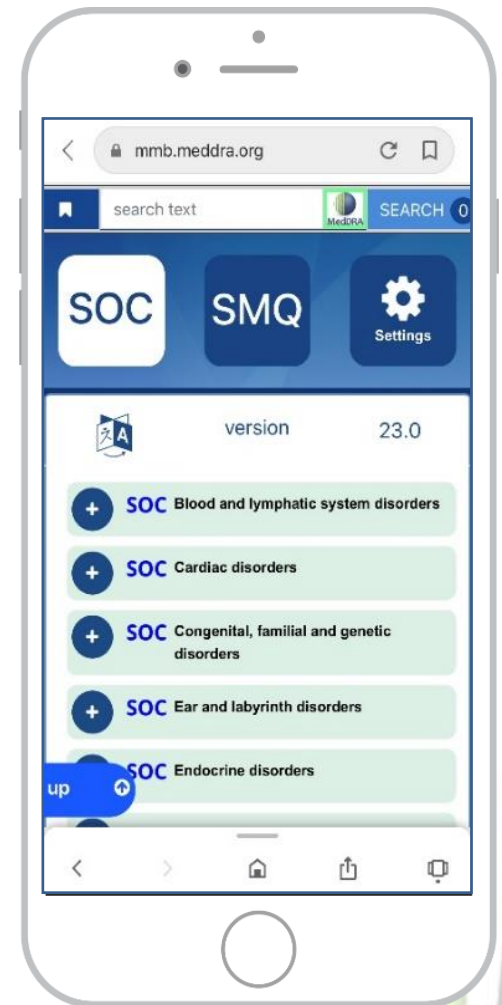 mmb.meddra.org
search text
MedDRA
SEARCH 0
SOC
SMQ
Settings
A
version
23.0
SOC Blood and lymphatic system disorders
SOC Cardiac disorders
SOC Congenital, familial and genetic
disorders
SOC Ear and labyrinth disorders
SOC Endocrine disorders
up